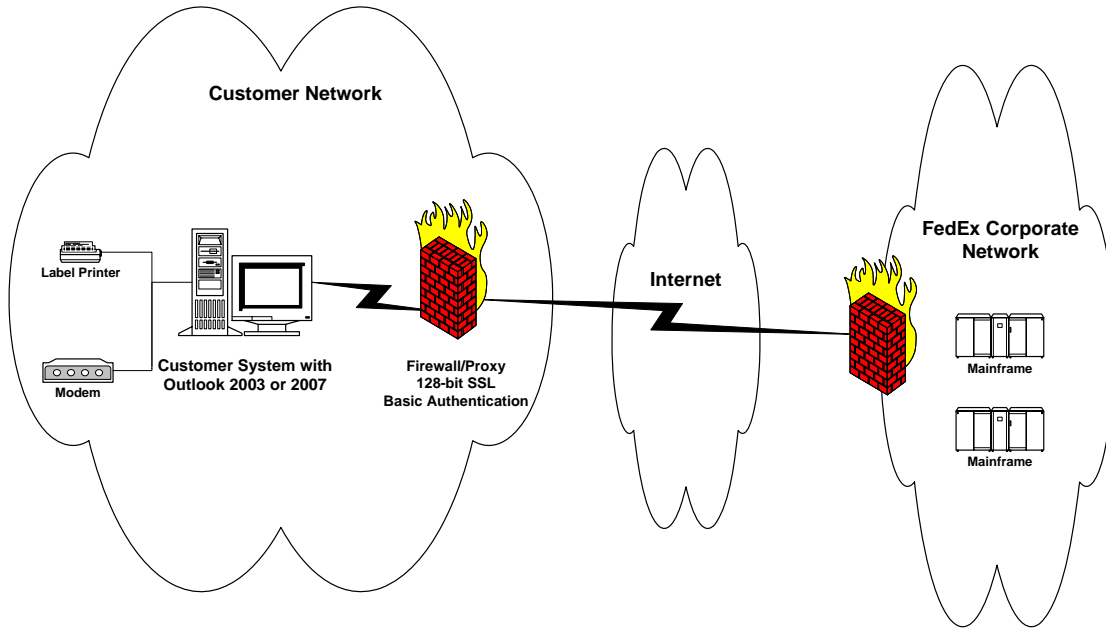 Customer Network
Label Printer
Modem
Customer System with
Outlook 2003 or 2007
Firewall/Proxy
128-bit SSL
Basic Authentication
Internet
FedEx Corporate
Network
Mainframe
Mainframe